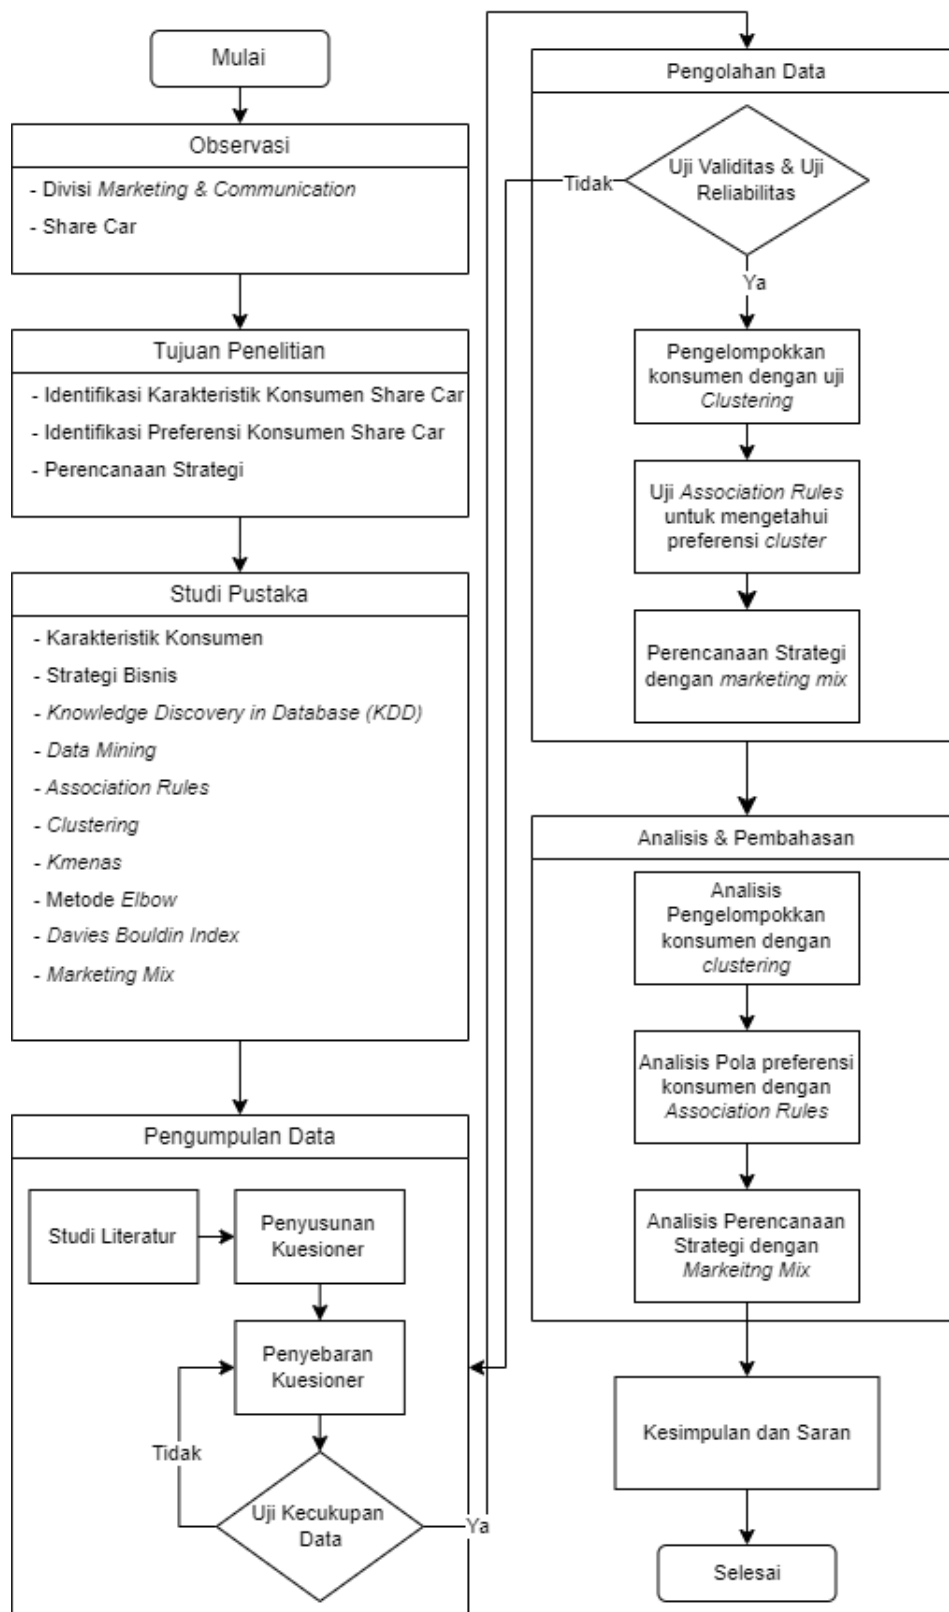 Mulai
Observasi
- Divisi Marketing & Communication
- Share Car
Tujuan Penelitian
- Identifikasi Karakteristik Konsumen Share Car
- Identifikasi Preferensi Konsumen Share Car
- Perencanaan Strategi
Studi Pustaka
- Karakteristik Konsumen
- Strategi Bisnis
- Knowledge Discovery in Database (KDD)
- Data Mining
- Association Rules
- Clustering
- Kmenas
- Metode Elbow
- Davies Bouldin Index
- Marketing Mix
Pengumpulan Data
Studi Literatur
Penyusunan
Kuesioner
Penyebaran
Kuesioner
Tidak
Uji Kecukupan
Data
Ya
Pengolahan Data
Uji Validitas & Uji
Reliabilitas
Tidak
Ya
Pengelompokkan
konsumen dengan uji
Clustering
Uji Association Rules
untuk mengetahui
preferensi cluster
Perencanaan Strategi
dengan marketing mix
Analisis & Pembahasan
Analisis
Pengelompokkan
konsumen dengan
clustering
Analisis Pola preferensi
konsumen dengan
Association Rules
Analisis Perencanaan
Strategi dengan
Markeitng Mix
Kesimpulan dan Saran
Selesai